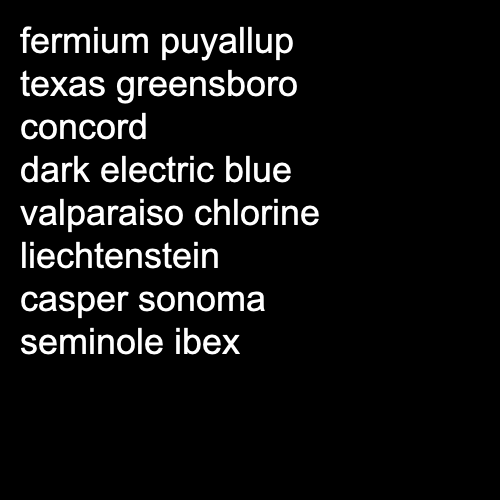 fermium puyallup
texas greensboro
concord
dark electric blue
valparaiso chlorine
liechtenstein
casper sonoma
seminole ibex